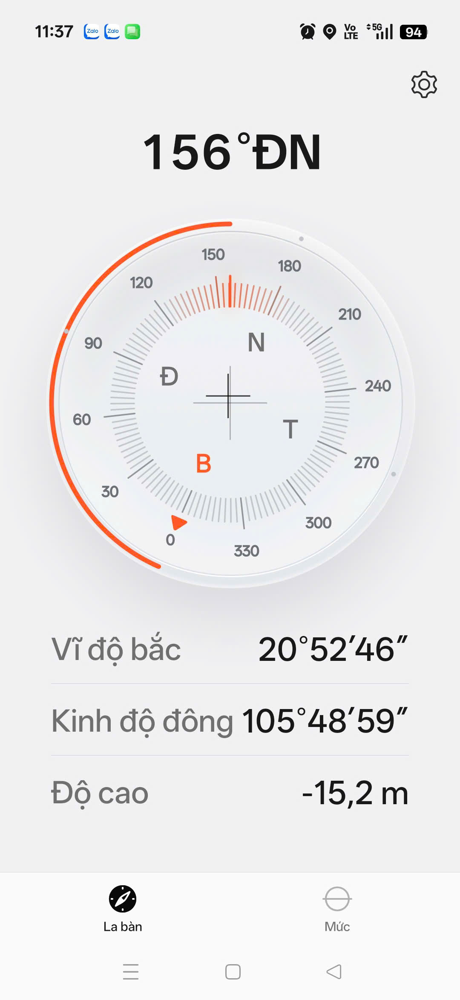 11:37 Zalo Zalo Vo LTE 5G 94
156°ĐN
150
180
120
210
90
N
Đ
240
60
T
270
B
30
300
0
330
Vĩ độ bắc 20°52′46″
Kinh độ đông 105°48′59″
Độ cao -15,2 m
La bàn Mức